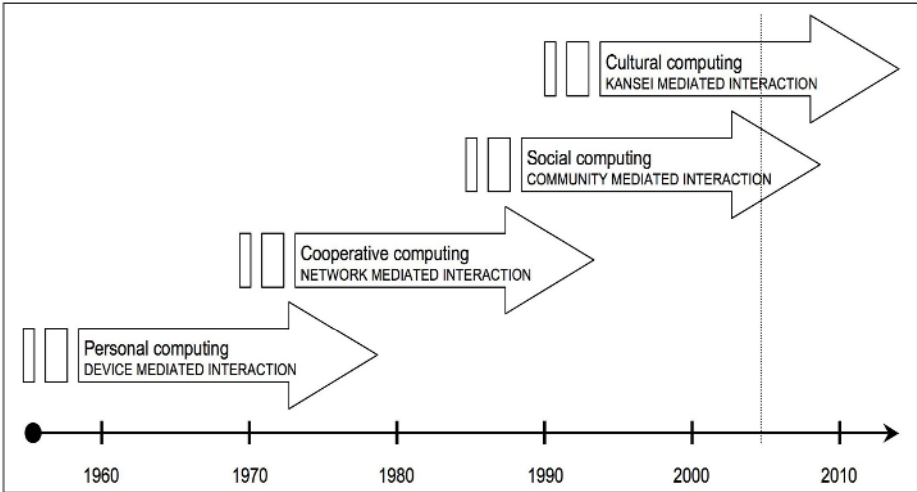 Cultural computing
KANSEI MEDIATED INTERACTION
Social computing
COMMUNITY MEDIATED INTERACTION
Cooperative computing
NETWORK MEDIATED INTERACTION
Personal computing
DEVICE MEDIATED INTERACTION
1960 1970 1980 1990 2000 2010